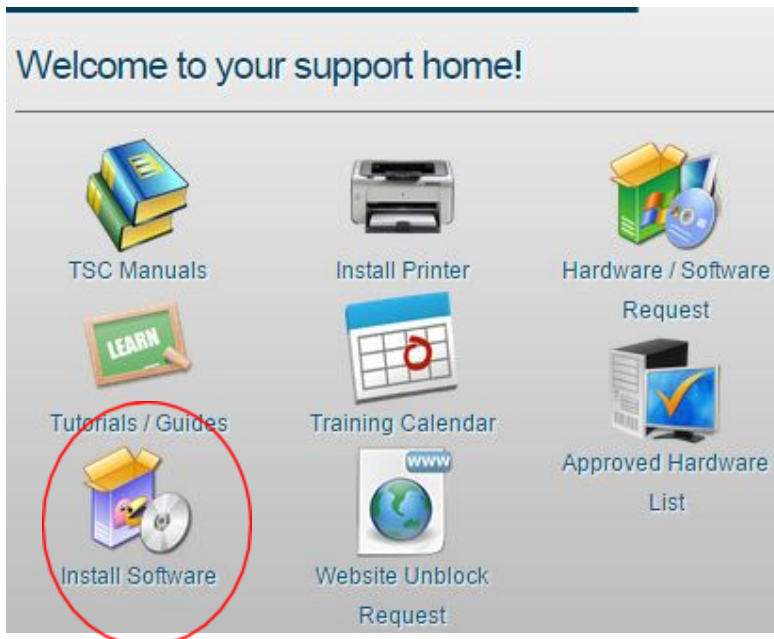 Welcome to your support home!
TSC Manuals
Install Printer
Hardware / Software
Request
LEARN
Tutorials / Guides
Training Calendar
Approved Hardware
List
Install Software
WWW
Website Unblock
Request